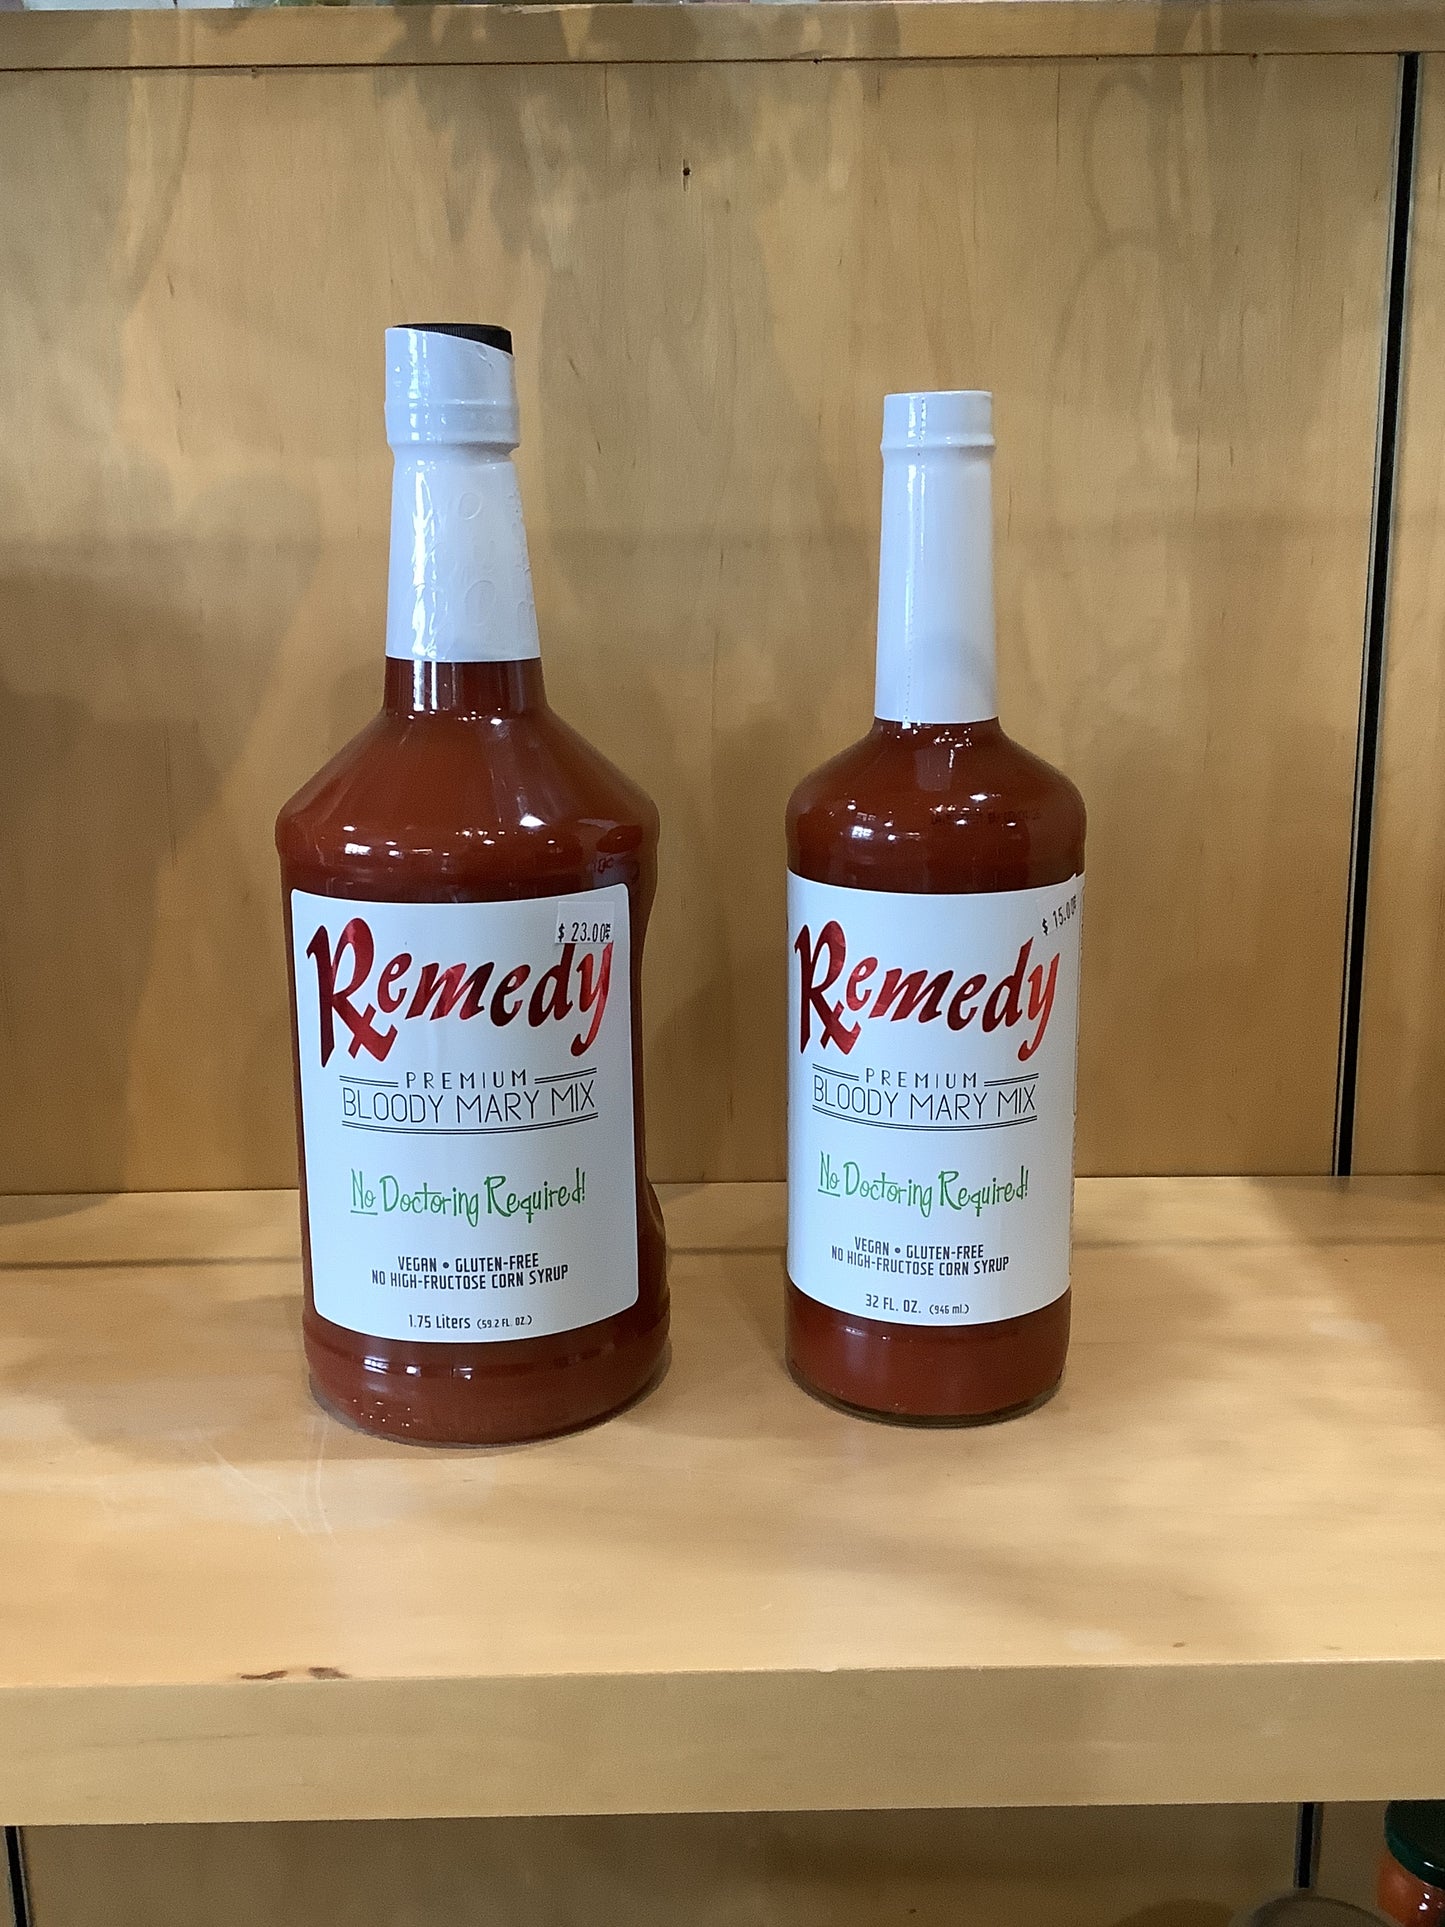 $ 23.00
Remedy
PREMIUM
BLOODY MARY MIX
No Doctoring Required!
VEGAN • GLUTEN-FREE
NO HIGH-FRUCTOSE CORN SYRUP
1.75 Liters (59.2 FL. OZ.)
$ 15.00
Remedy
PREMIUM
BLOODY MARY MIX
No Doctoring Required!
VEGAN • GLUTEN-FREE
NO HIGH-FRUCTOSE CORN SYRUP
32 FL. OZ. (946 ml.)